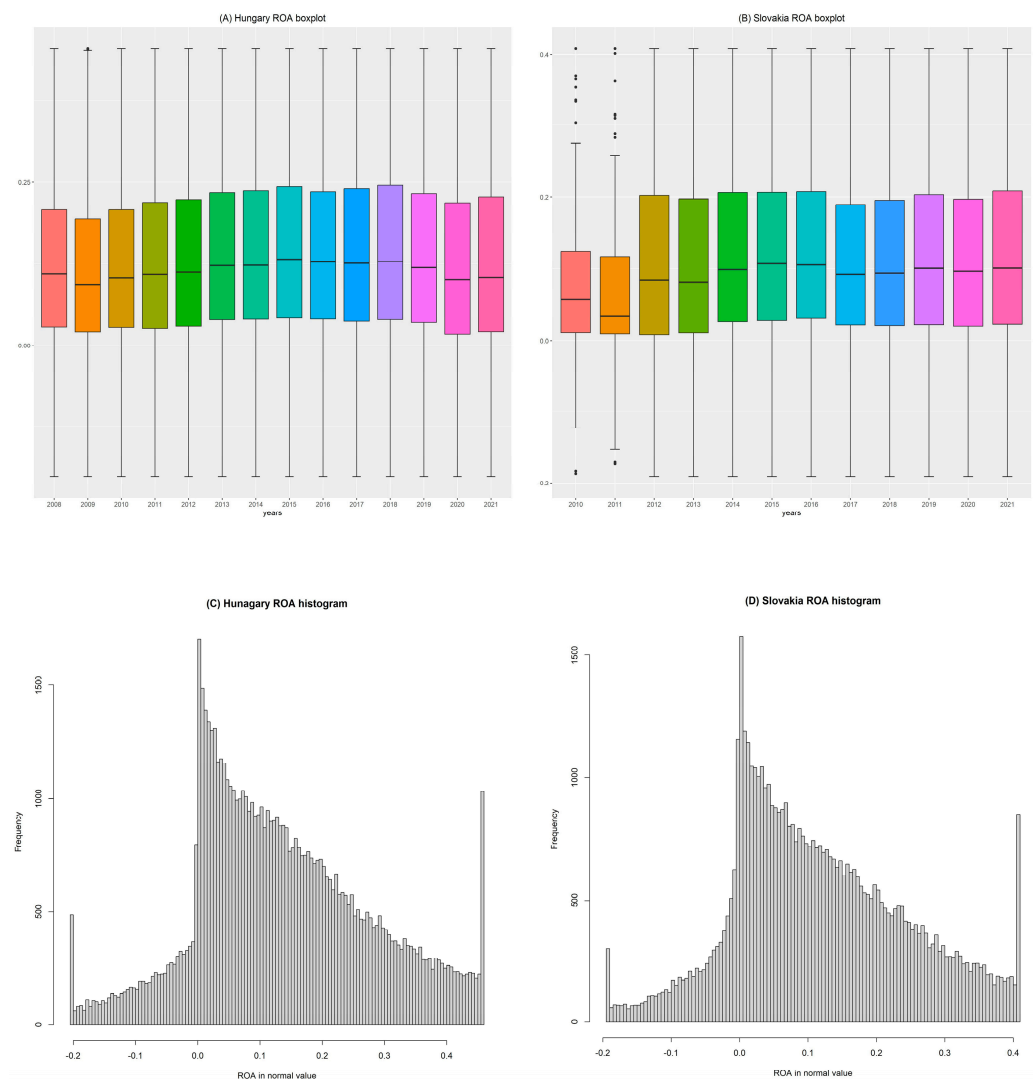 (A) Hungary ROA boxplot
0.25
0.00
2008 2009 2010 2011 2012 2013 2014 2015 2016 2017 2018 2019 2020 2021
years
(B) Slovakia ROA boxplot
0.4
0.2
0.0
0.2
2010 2011 2012 2013 2014 2015 2016 2017 2018 2019 2020 2021
years
(C) Hunagary ROA histogram
Frequency
1500
1000
500
0
-0.2 -0.1 0.0 0.1 0.2 0.3 0.4
ROA in normal value
(D) Slovakia ROA histogram
Frequency
1500
1000
500
0
-0.2 -0.1 0.0 0.1 0.2 0.3 0.4
ROA in normal value